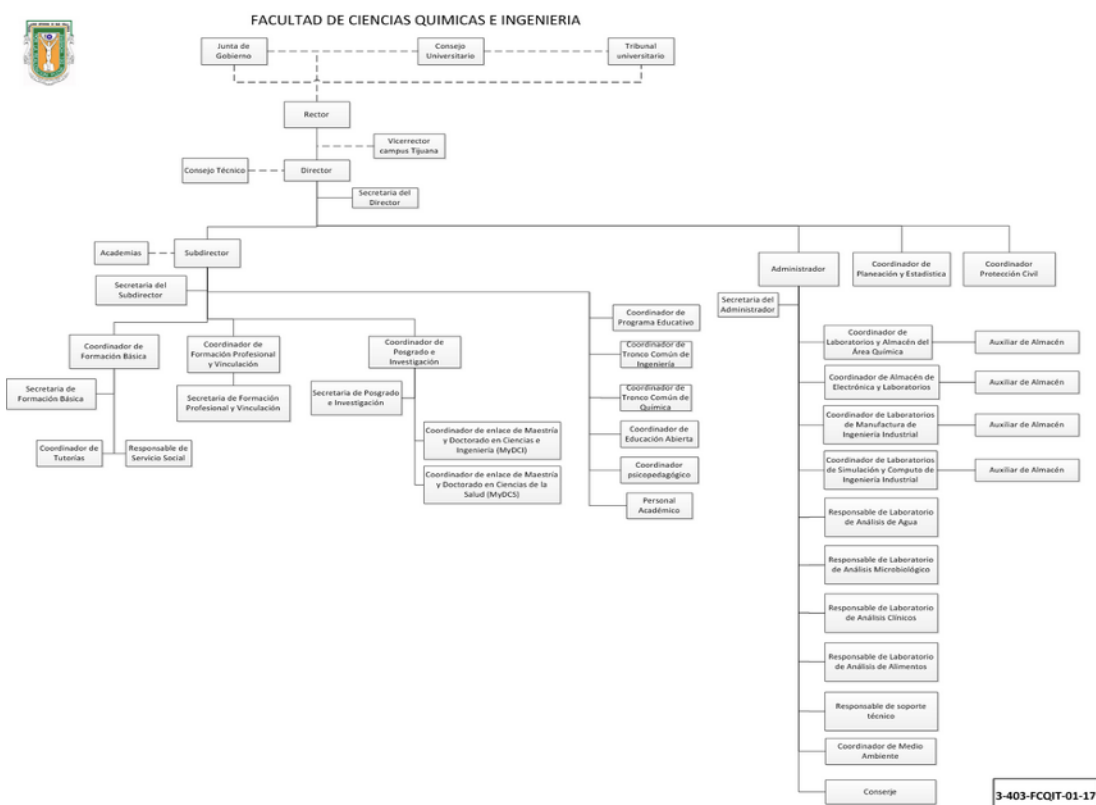 FACULTAD DE CIENCIAS QUIMICAS E INGENIERIA
Junta de
Gobierno
Consejo
Universitario
Tribunal
universitario
Rector
Vicerrector
campus Tijuana
Consejo Técnico
Director
Secretaria del
Director
Academias
Subdirector
Secretaria del
Subdirector
Administrador
Coordinador de
Planeación y Estadística
Coordinador
Protección Civil
Secretaria del
Administrador
Coordinador de
Formación Básica
Coordinador de
Formación Profesional
y Vinculación
Coordinador de
Posgrado e
Investigación
Secretaria de
Formación Básica
Secretaria de Formación
Profesional y Vinculación
Secretaria de Posgrado
e Investigación
Coordinador de
Tutorías
Responsable de
Servicio Social
Coordinador de enlace de Maestría
y Doctorado en Ciencias e
Ingeniería (MyDCI)
Coordinador de enlace de Maestría
y Doctorado en Ciencias de la
Salud (MyDCS)
Coordinador de
Programa Educativo
Coordinador de
Tronco Común de
Ingeniería
Coordinador de
Tronco Común de
Química
Coordinador de
Educación Abierta
Coordinador
psicopedagógico
Personal
Académico
Coordinador de
Laboratorios y Almacén del
Área Química
Auxiliar de Almacén
Coordinador de Almacén de
Electrónica y Laboratorios
Auxiliar de Almacén
Coordinador de Laboratorios
de Manufactura de
Ingeniería Industrial
Auxiliar de Almacén
Coordinador de Laboratorios
de Simulación y Computo de
Ingeniería Industrial
Auxiliar de Almacén
Responsable de Laboratorio
de Análisis de Agua
Responsable de Laboratorio
de Análisis Microbiológico
Responsable de Laboratorio
de Análisis Clínicos
Responsable de Laboratorio
de Análisis de Alimentos
Responsable de soporte
técnico
Coordinador de Medio
Ambiente
Conserje
3-403-FCQIT-01-17